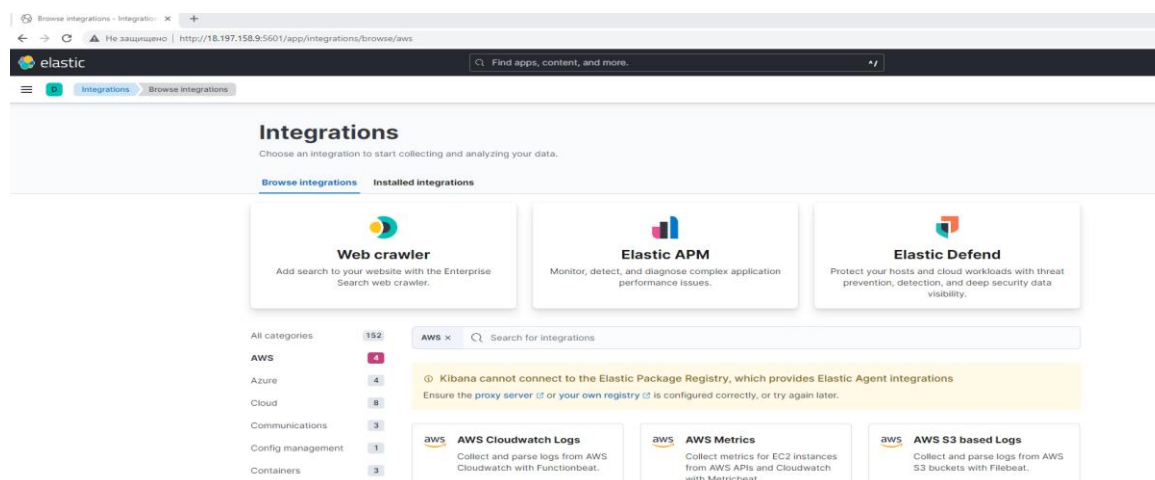 Browse integrations - Integration
Не защищено | http://18.197.158.9:5601/app/integrations/browse/aws
elastic
Find apps, content, and more.
^/
D
Integrations
Browse integrations
Integrations
Choose an integration to start collecting and analyzing your data.
Browse integrations
Installed integrations
Web crawler
Add search to your website with the Enterprise
Search web crawler.
Elastic APM
Monitor, detect, and diagnose complex application
performance issues.
Elastic Defend
Protect your hosts and cloud workloads with threat
prevention, detection, and deep security data
visibility.
All categories 152
AWS 4
Azure 4
Cloud 8
Communications 3
Config management 1
Containers 3
AWS ×
Search for integrations
Kibana cannot connect to the Elastic Package Registry, which provides Elastic Agent integrations
Ensure the proxy server or your own registry is configured correctly, or try again later.
aws
AWS Cloudwatch Logs
Collect and parse logs from AWS
Cloudwatch with Functionbeat.
aws
AWS Metrics
Collect metrics for EC2 instances
from AWS APIs and Cloudwatch
with Metricbeat
aws
AWS S3 based Logs
Collect and parse logs from AWS
S3 buckets with Filebeat.